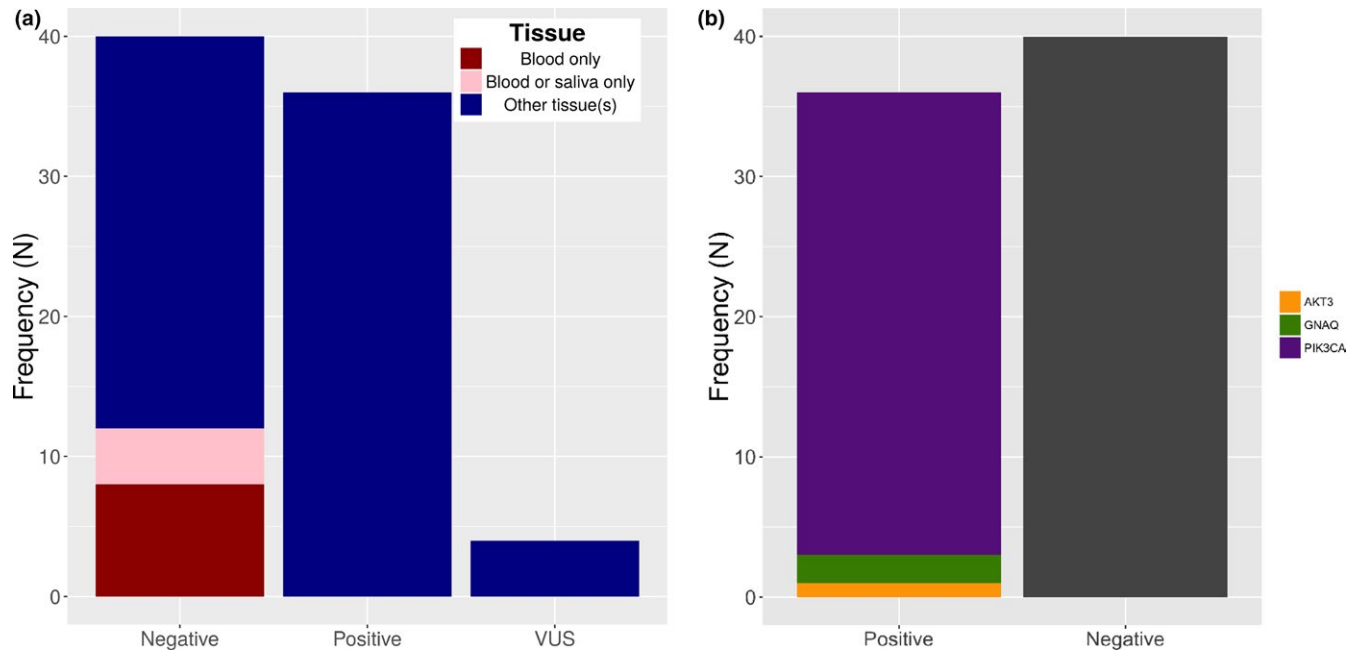 (a)
Frequency (N)
40
30
20
10
0
Tissue
Blood only
Blood or saliva only
Other tissue(s)
Negative
Positive
VUS
(b)
Frequency (N)
40
30
20
10
0
Positive
Negative
AKT3
GNAQ
PIK3CA